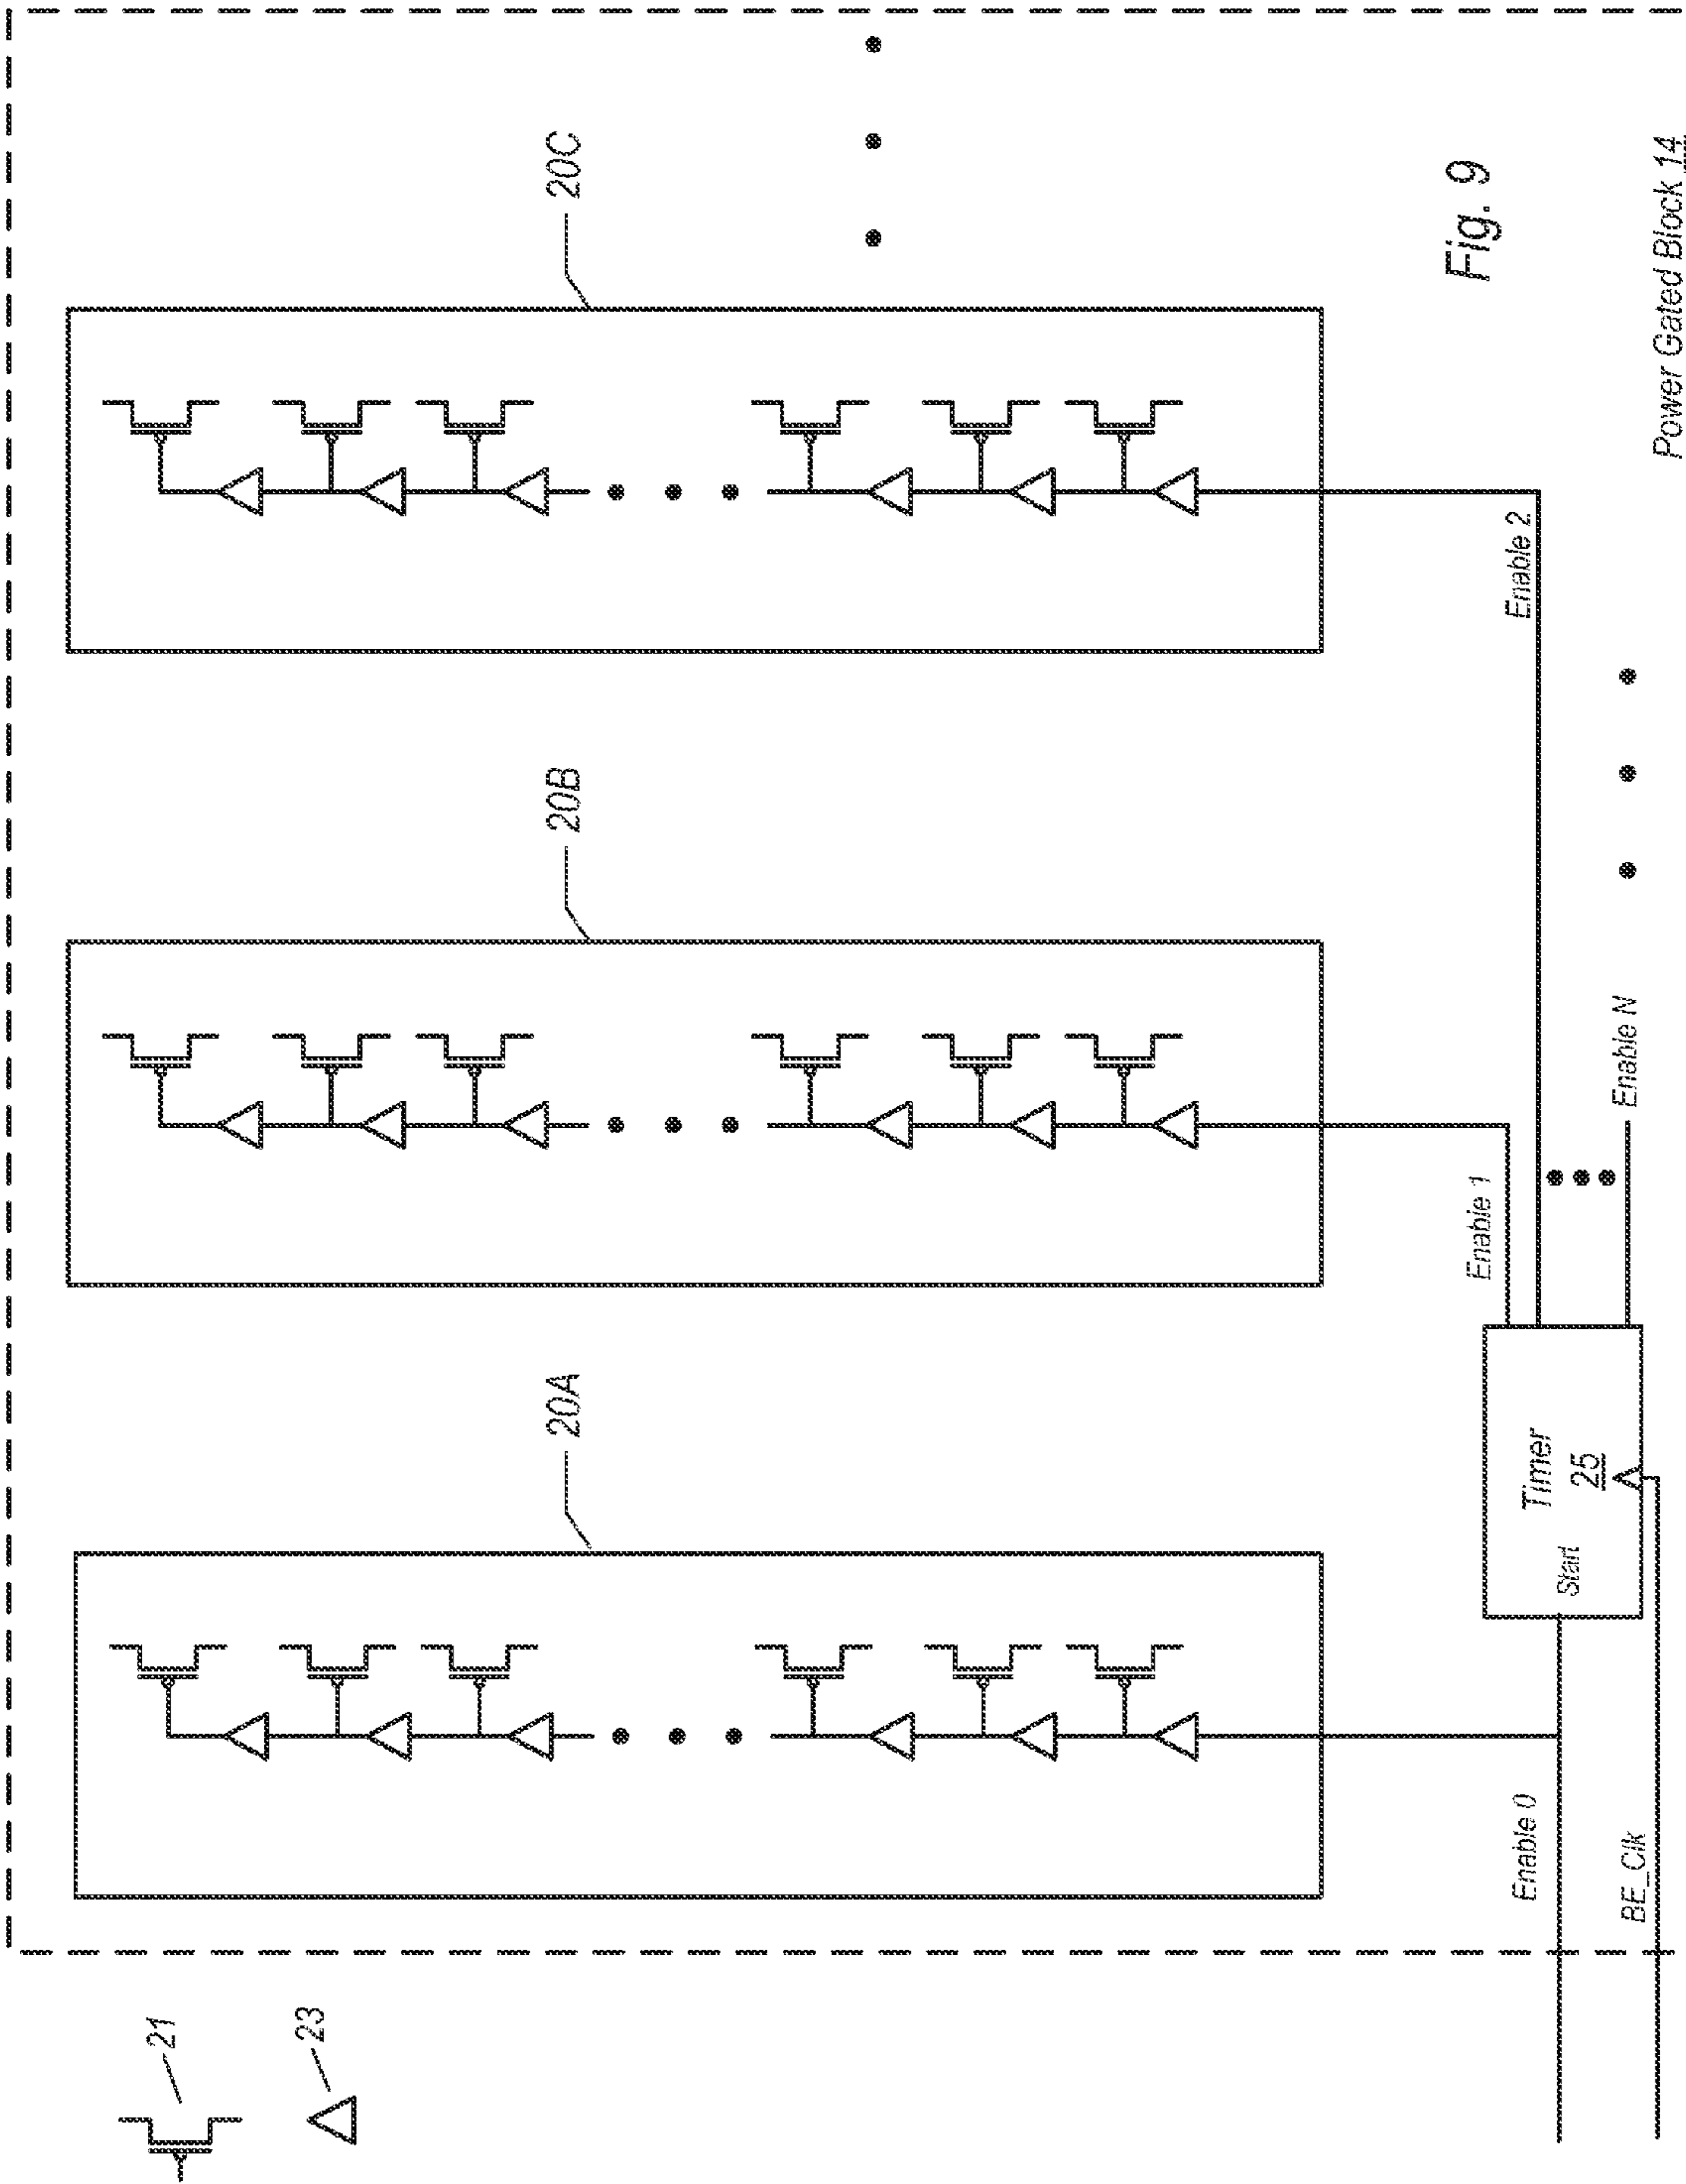 21
23
20A
20B
20C
Enable 0
BE_Clk
Start
Timer
25
Enable 1
Enable 2
Enable N
Fig. 9
Power Gated Block 14